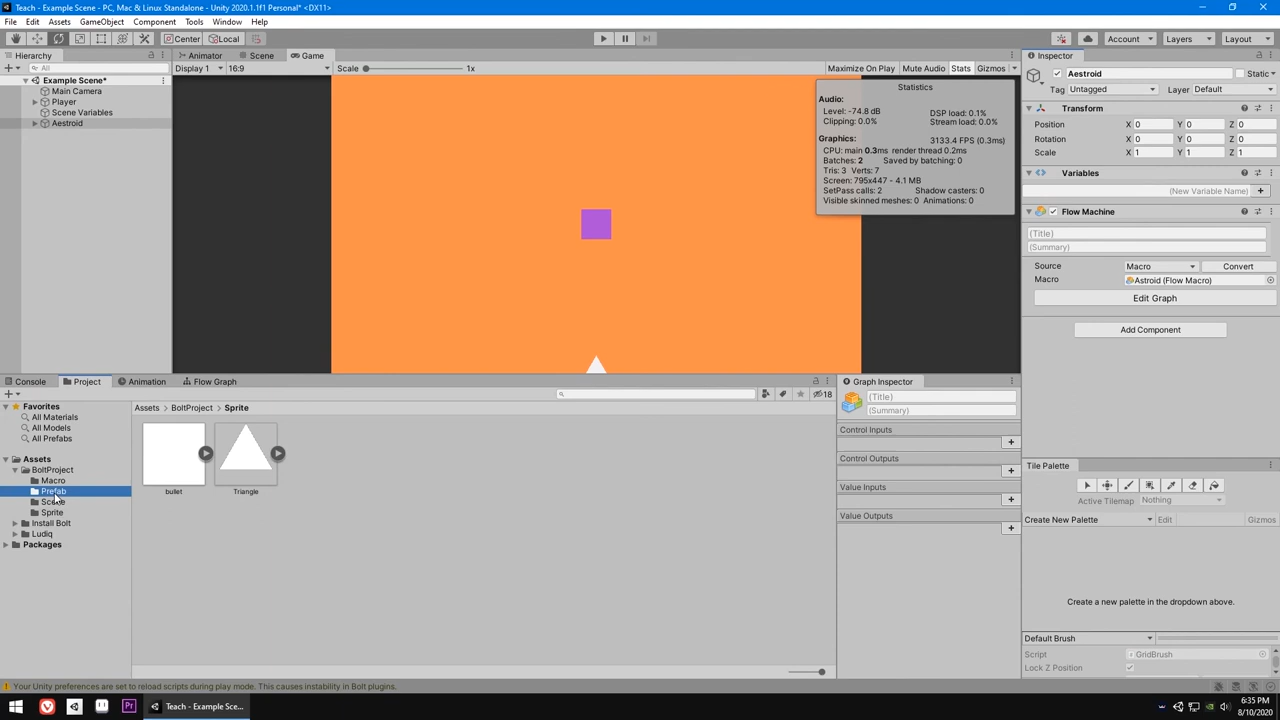 Teach - Example Scene - PC, Mac & Linux Standalone - Unity 2020.1.1f1 Personal* <DX11>
File Edit Assets GameObject Component Tools Window Help
Center Local Account Layers Layout
Hierarchy Animator Scene Game Inspector
All Display 1 16:9 Scale 1x Maximize On Play Mute Audio Stats Gizmos
Example Scene*
Main Camera
Player
Scene Variables
Aestroid
Statistics
Audio:
Level: -74.8 dB DSP load: 0.1%
Clipping: 0.0% Stream load: 0.0%
Graphics: 3133.4 FPS (0.3ms)
CPU: main 0.3ms render thread 0.2ms
Batches: 2 Saved by batching: 0
Tris: 3 Verts: 7
Screen: 795x447 - 4.1 MB
SetPass calls: 2 Shadow casters: 0
Visible skinned meshes: 0 Animations: 0
Aestroid Static
Tag Untagged Layer Default
Transform
Position X 0 Y 0 Z 0
Rotation X 0 Y 0 Z 0
Scale X 1 Y 1 Z 1
Variables
(New Variable Name)
Flow Machine
(Title)
(Summary)
Source Macro Convert
Macro Astroid (Flow Macro)
Edit Graph
Add Component
Console Project Animation Flow Graph
18
Favorites
All Materials
All Models
All Prefabs
Assets
BoltProject
Macro
Prefab
Sprite
Install Bolt
Ludiq
Packages
Assets BoltProject Sprite
bullet Triangle
Graph Inspector
(Title)
(Summary)
Control Inputs
Control Outputs
Value Inputs
Value Outputs
Tile Palette
Active Tilemap Nothing
Create New Palette Edit Gizmos
Create a new palette in the dropdown above.
Default Brush
Script GridBrush
Lock Z Position
Your Unity preferences are set to reload scripts during play mode. This causes instability in Bolt plugins.
Teach - Example Sce...
6:35 PM
8/10/2020